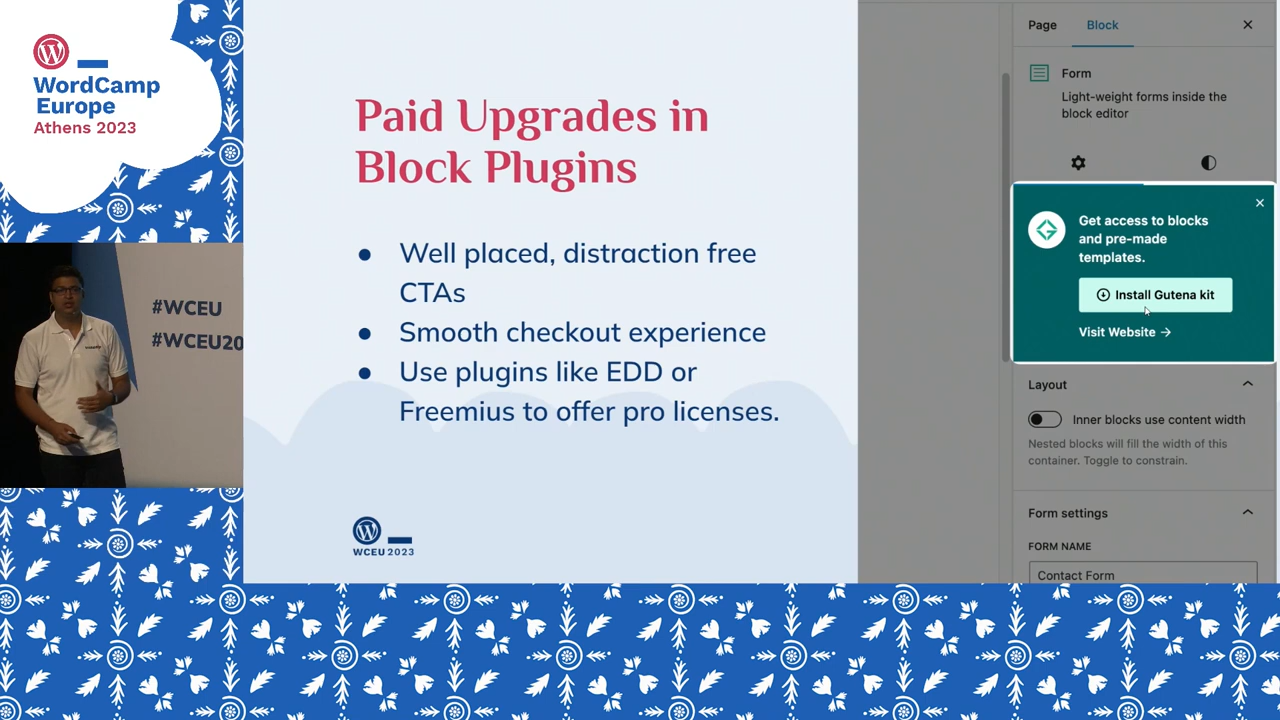 WordCamp
Europe
Athens 2023
#WCEU
#WCEU20
Paid Upgrades in
Block Plugins
● Well placed, distraction free
CTAs
● Smooth checkout experience
● Use plugins like EDD or
Freemius to offer pro licenses.
WCEU 2023
Page Block
Form
Light-weight forms inside the
block editor
Get access to blocks
and pre-made
templates.
Install Gutena kit
Visit Website →
Layout
Inner blocks use content width
Nested blocks will fill the width of this
container. Toggle to constrain.
Form settings
FORM NAME
Contact Form